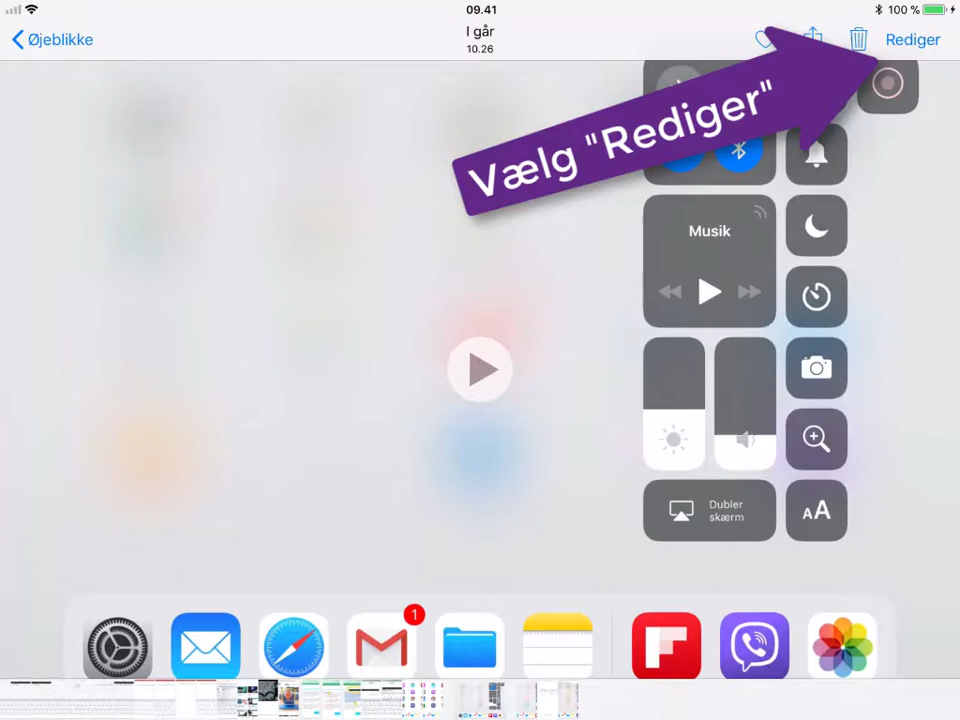 09.41
100 %
Øjeblikke
I går
10.26
Rediger
Vælg "Rediger"
Musik
Dubler
skærm
AA
1